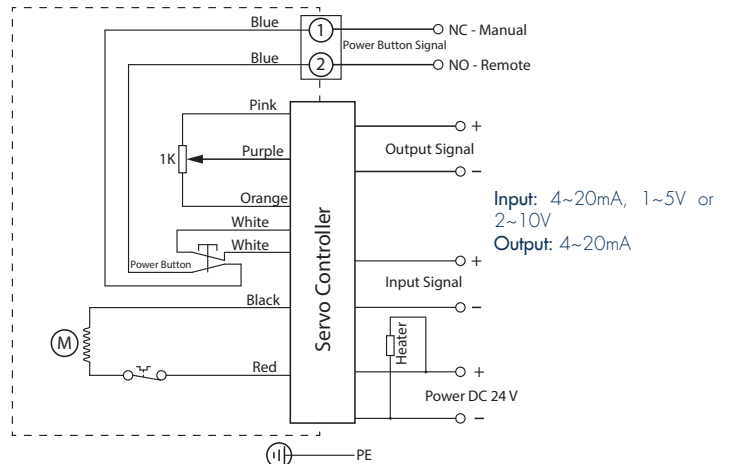 Blue
1
NC - Manual
Power Button Signal
Blue
2
NO - Remote
Pink
+
1K
Purple
Output Signal
Orange
−
White
White
Power Button
Servo Controller
Input: 4~20mA, 1~5V or
2~10V
Output: 4~20mA
+
Input Signal
Black
−
M
Heater
Red
+
Power DC 24 V
−
PE